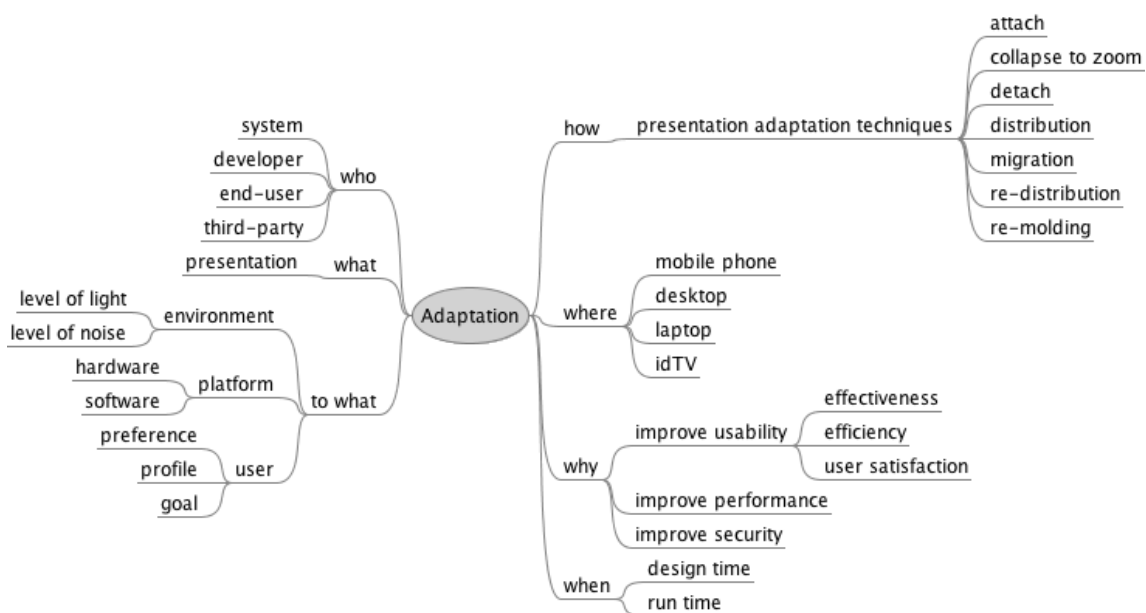 Adaptation
who
system
developer
end-user
third-party
what
presentation
to what
environment
level of light
level of noise
platform
hardware
software
user
preference
profile
goal
how
presentation adaptation techniques
attach
collapse to zoom
detach
distribution
migration
re-distribution
re-molding
where
mobile phone
desktop
laptop
idTV
why
improve usability
effectiveness
efficiency
user satisfaction
improve performance
improve security
when
design time
run time